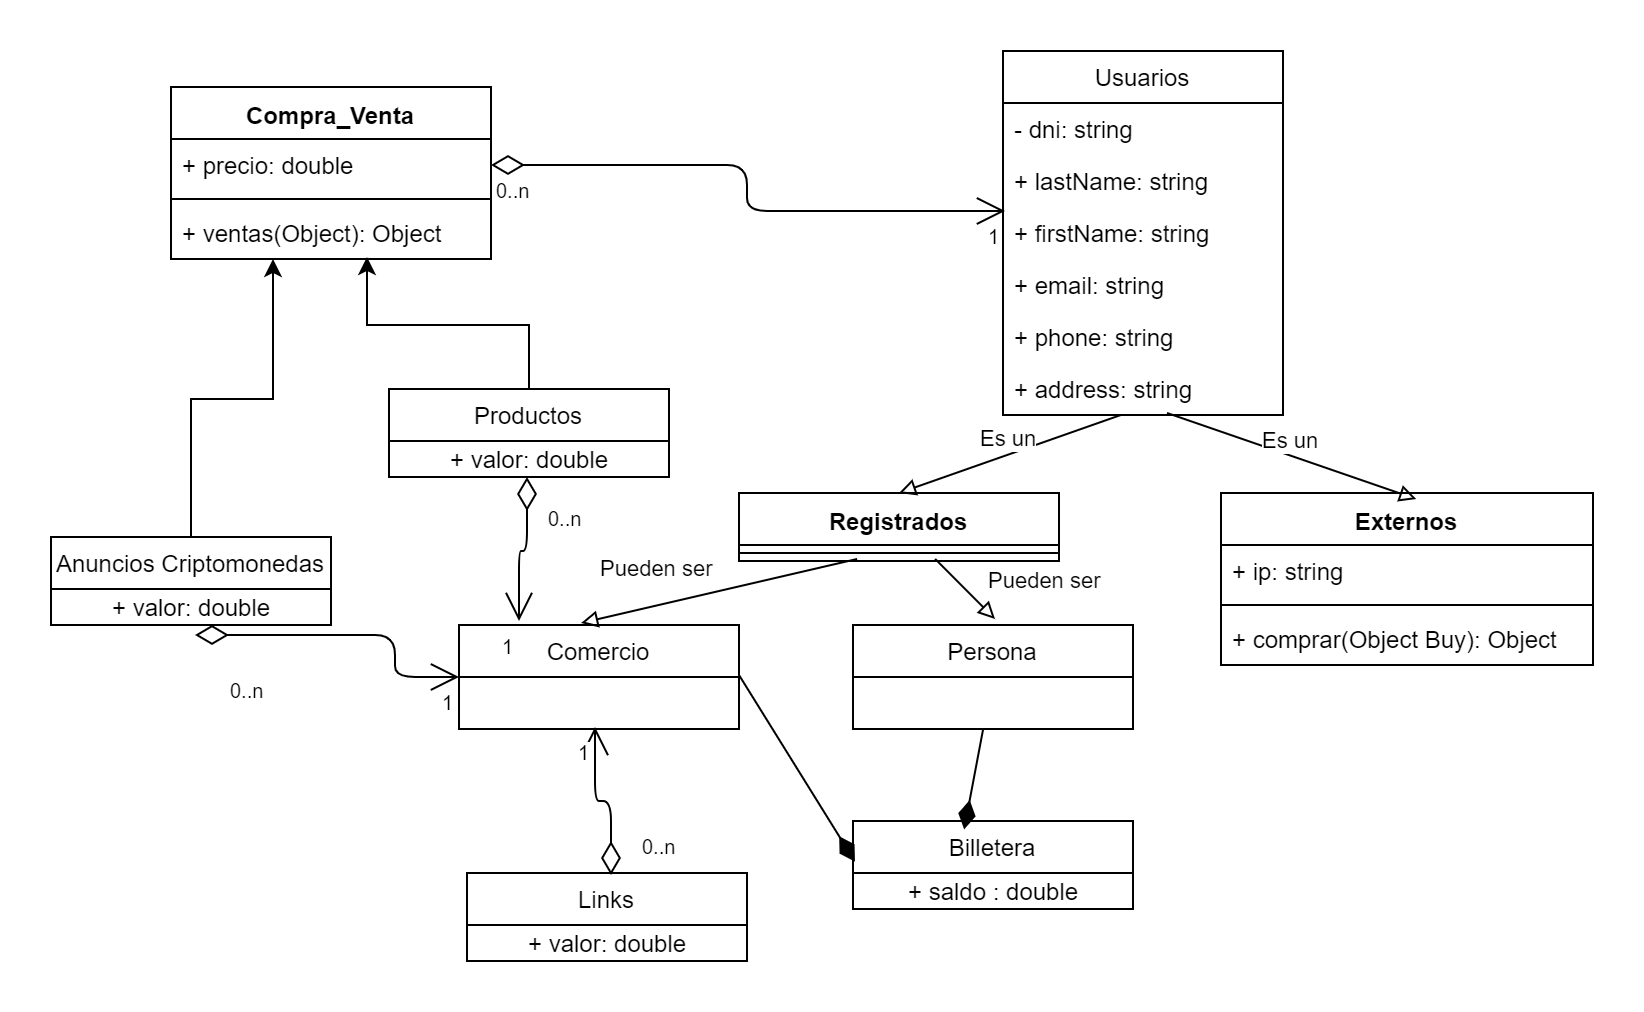 Compra_Venta
+ precio: double
+ ventas(Object): Object
0..n
1
Usuarios
- dni: string
+ lastName: string
+ firstName: string
+ email: string
+ phone: string
+ address: string
Es un
Es un
Productos
+ valor: double
0..n
Registrados
Externos
+ ip: string
+ comprar(Object Buy): Object
Anuncios Criptomonedas
+ valor: double
0..n
1
Pueden ser
Pueden ser
1
Comercio
Persona
1
0..n
Links
+ valor: double
Billetera
+ saldo : double